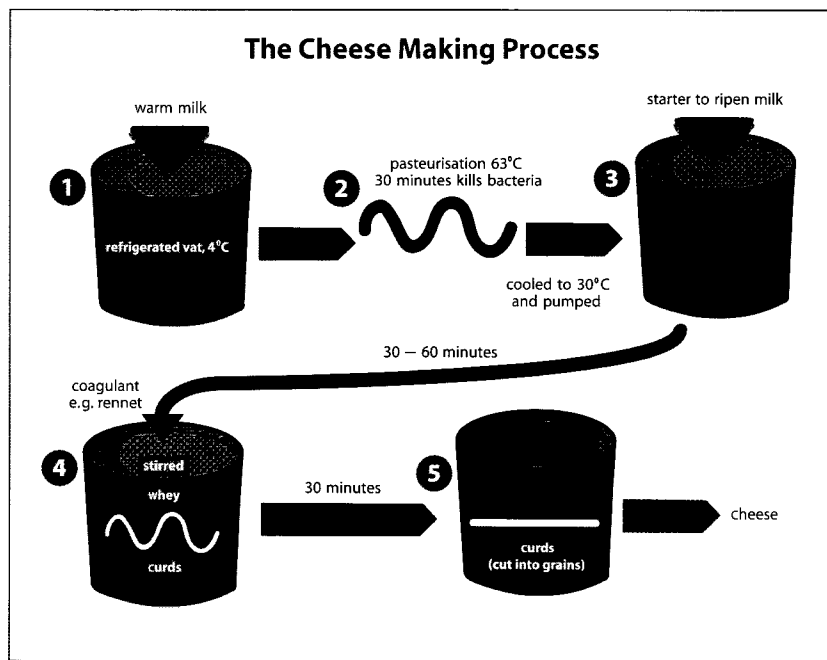 The Cheese Making Process
warm milk
1
refrigerated vat, 4°C
2
pasteurisation 63°C
30 minutes kills bacteria
cooled to 30°C
and pumped
starter to ripen milk
3
30 – 60 minutes
coagulant
e.g. rennet
4
stirred
whey
curds
30 minutes
5
curds
(cut into grains)
cheese